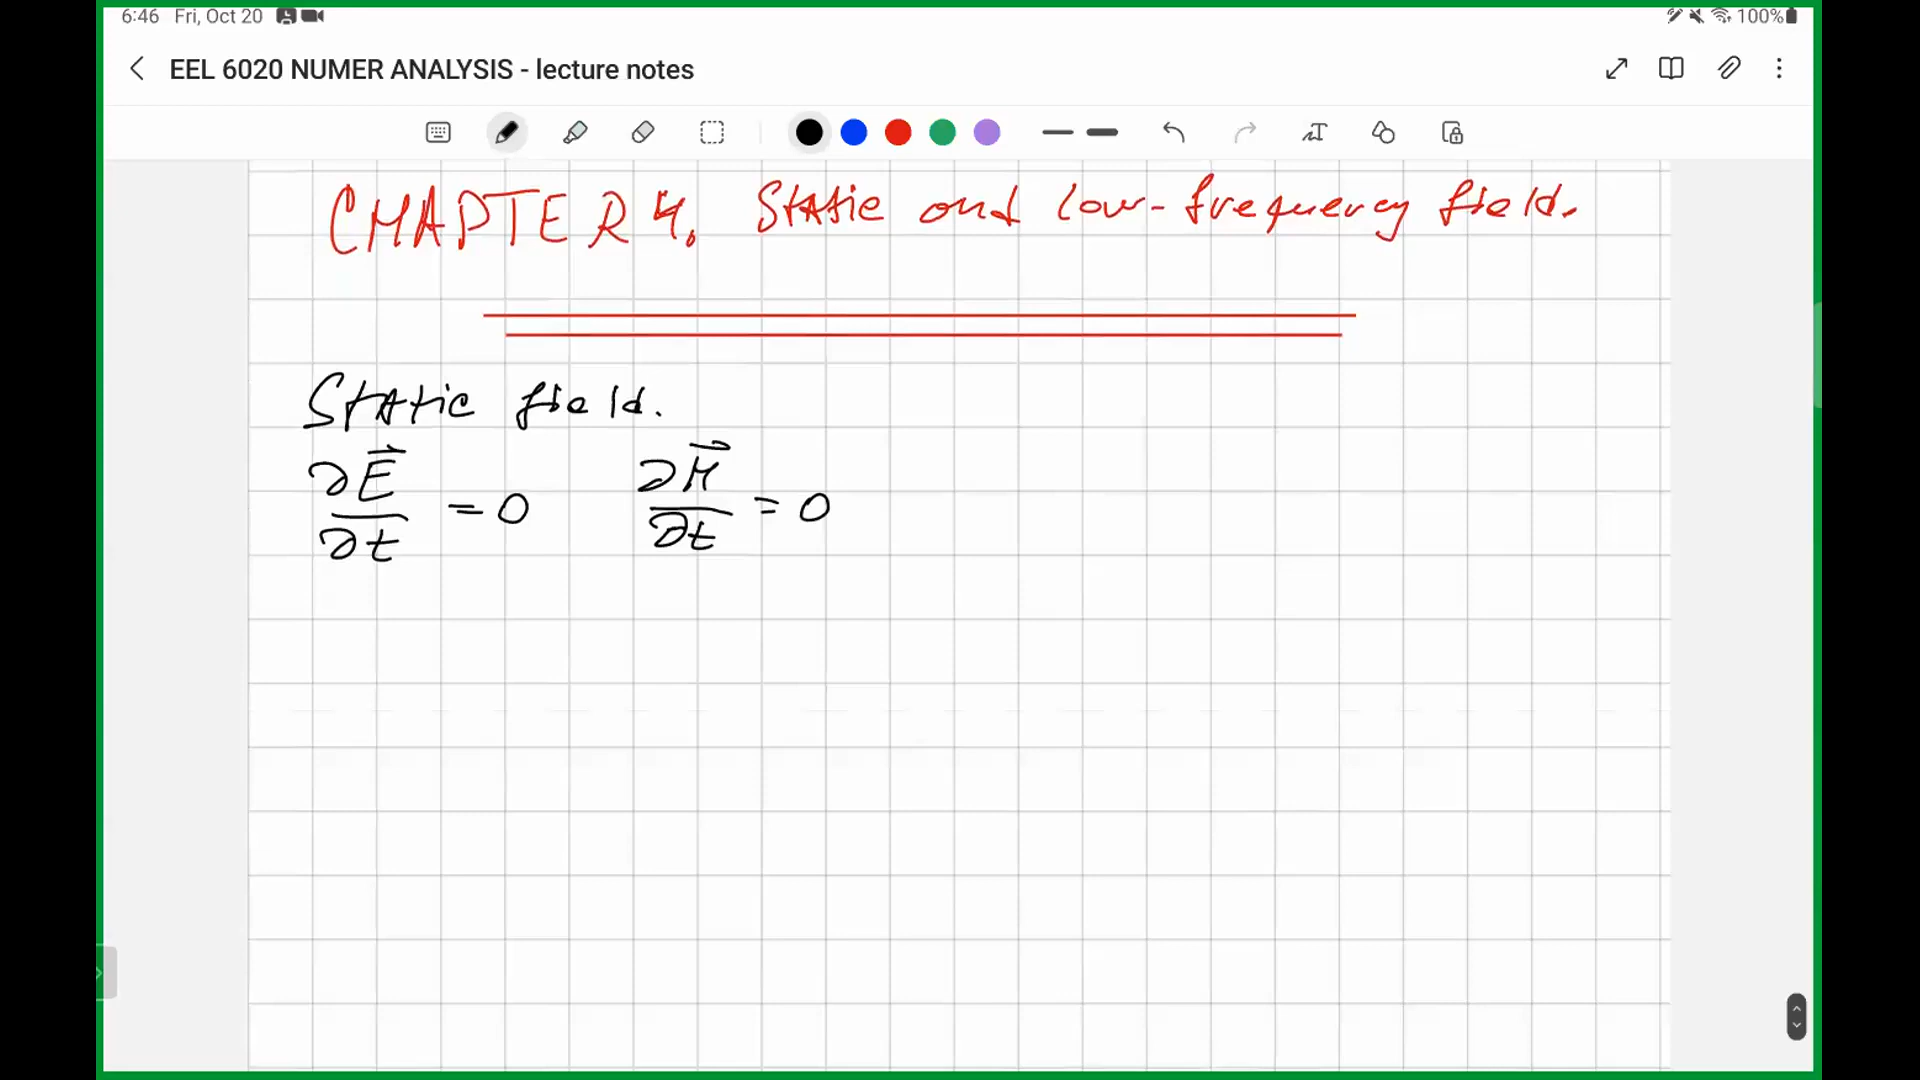 6:46 Fri, Oct 20 100%
EEL 6020 NUMER ANALYSIS - lecture notes
CHAPTER 4. Static and low-frequency field.
Static field.
∂E⃗/∂t = 0 ∂H⃗/∂t = 0